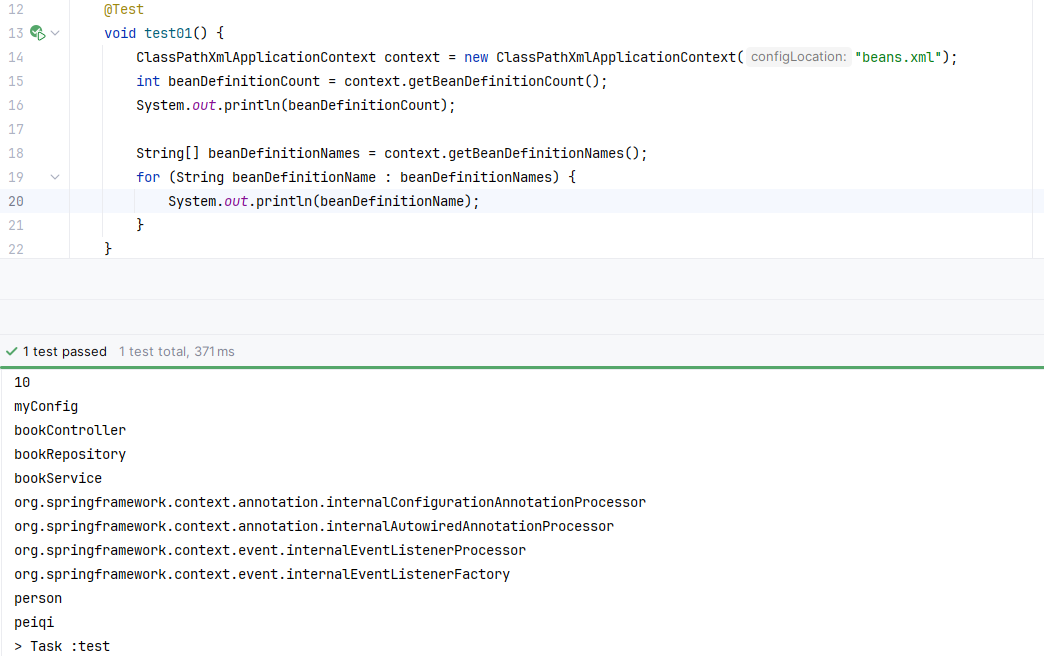 12 @Test
13 void test01() {
14 ClassPathXmlApplicationContext context = new ClassPathXmlApplicationContext( configLocation: "beans.xml");
15 int beanDefinitionCount = context.getBeanDefinitionCount();
16 System.out.println(beanDefinitionCount);
17
18 String[] beanDefinitionNames = context.getBeanDefinitionNames();
19 for (String beanDefinitionName : beanDefinitionNames) {
20 System.out.println(beanDefinitionName);
21 }
22 }
1 test passed 1 test total, 371 ms
10
myConfig
bookController
bookRepository
bookService
org.springframework.context.annotation.internalConfigurationAnnotationProcessor
org.springframework.context.annotation.internalAutowiredAnnotationProcessor
org.springframework.context.event.internalEventListenerProcessor
org.springframework.context.event.internalEventListenerFactory
person
peiqi
> Task :test